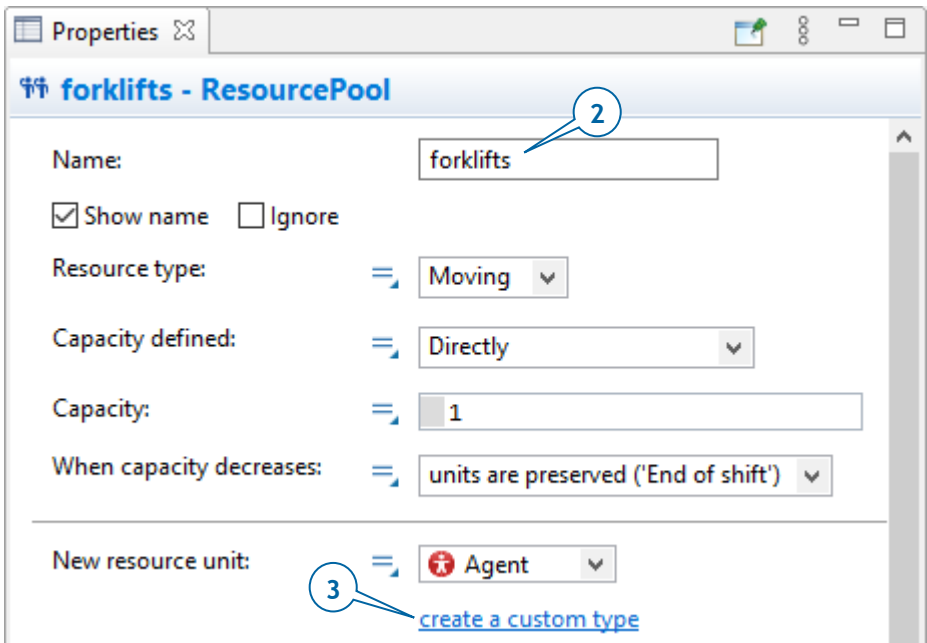 Properties
forklifts - ResourcePool
2
Name: forklifts
Show name Ignore
Resource type: Moving
Capacity defined: Directly
Capacity: 1
When capacity decreases: units are preserved ('End of shift')
New resource unit: Agent
3
create a custom type